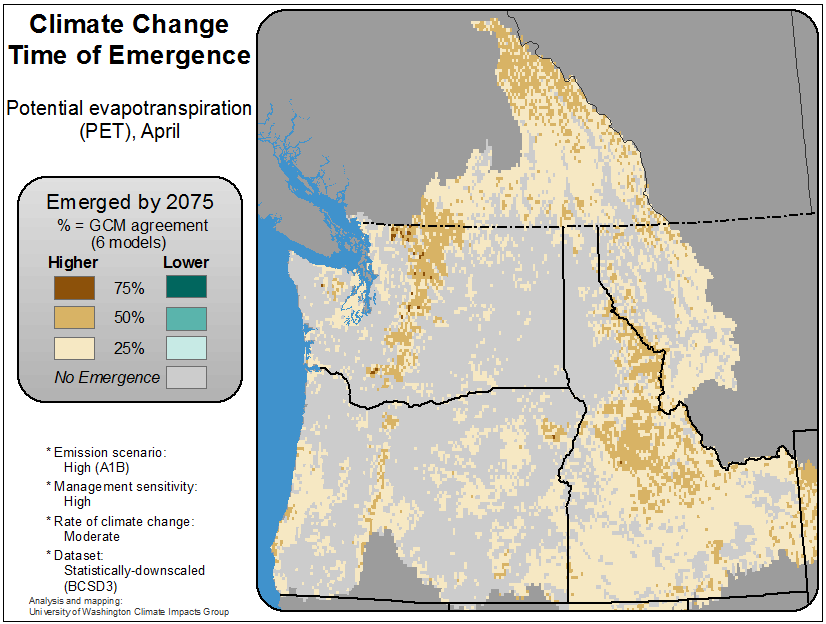 Climate Change
Time of Emergence
Potential evapotranspiration
(PET), April
Emerged by 2075
% = GCM agreement
(6 models)
Higher Lower
75%
50%
25%
No Emergence
* Emission scenario:
High (A1B)
* Management sensitivity:
High
* Rate of climate change:
Moderate
* Dataset:
Statistically-downscaled
(BCSD3)
Analysis and mapping:
University of Washington Climate Impacts Group